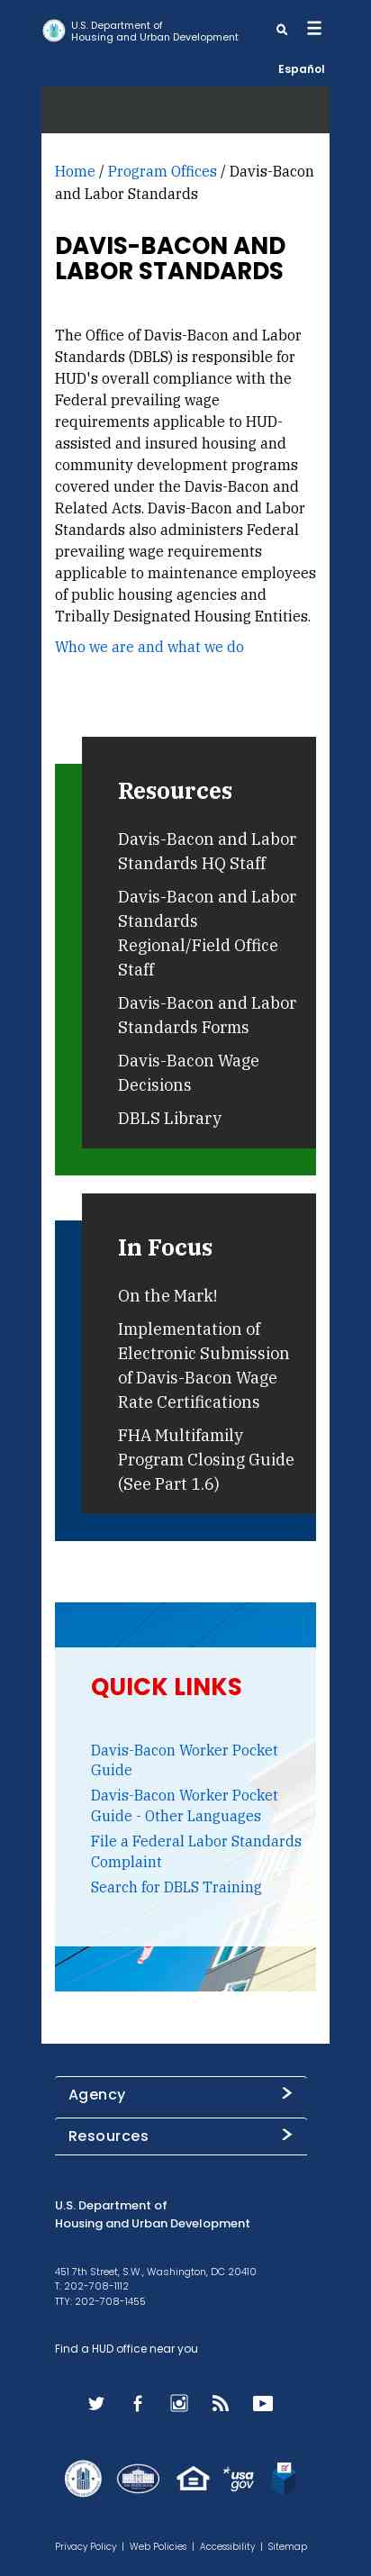 U.S. Department of
Housing and Urban Development
Español
Home / Program Offices / Davis-Bacon
and Labor Standards
DAVIS-BACON AND
LABOR STANDARDS
The Office of Davis-Bacon and Labor
Standards (DBLS) is responsible for
HUD's overall compliance with the
Federal prevailing wage
requirements applicable to HUD-
assisted and insured housing and
community development programs
covered under the Davis-Bacon and
Related Acts. Davis-Bacon and Labor
Standards also administers Federal
prevailing wage requirements
applicable to maintenance employees
of public housing agencies and
Tribally Designated Housing Entities.
Who we are and what we do
Resources
Davis-Bacon and Labor
Standards HQ Staff
Davis-Bacon and Labor
Standards
Regional/Field Office
Staff
Davis-Bacon and Labor
Standards Forms
Davis-Bacon Wage
Decisions
DBLS Library
In Focus
On the Mark!
Implementation of
Electronic Submission
of Davis-Bacon Wage
Rate Certifications
FHA Multifamily
Program Closing Guide
(See Part 1.6)
QUICK LINKS
Davis-Bacon Worker Pocket
Guide
Davis-Bacon Worker Pocket
Guide - Other Languages
File a Federal Labor Standards
Complaint
Search for DBLS Training
Agency
Resources
U.S. Department of
Housing and Urban Development
451 7th Street, S.W., Washington, DC 20410
T: 202-708-1112
TTY: 202-708-1455
Find a HUD office near you
usa
gov
Privacy Policy | Web Policies | Accessibility | Sitemap